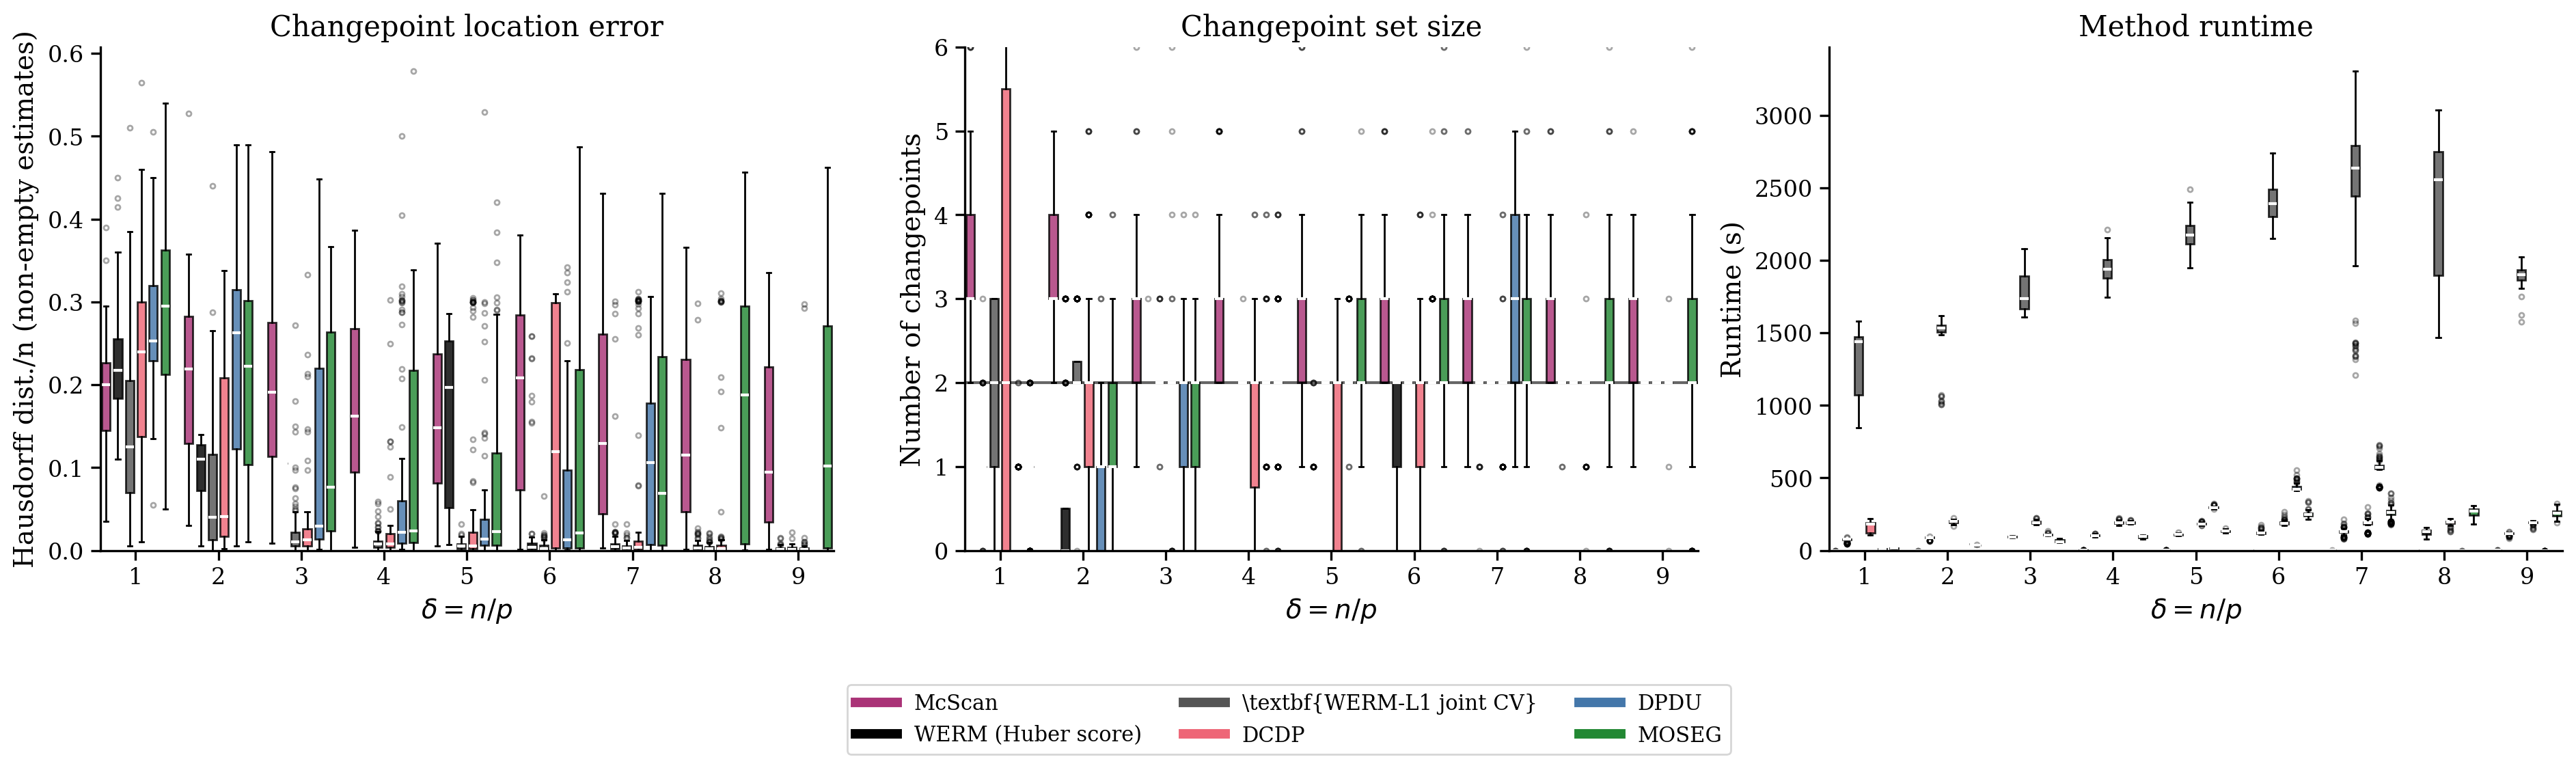 Changepoint location error
Hausdorff dist./n (non-empty estimates)
0.6
0.5
0.4
0.3
0.2
0.1
0.0
1 2 3 4 5 6 7 8 9
δ = n/p
Changepoint set size
Number of changepoints
6
5
4
3
2
1
0
1 2 3 4 5 6 7 8 9
δ = n/p
Method runtime
Runtime (s)
3000
2500
2000
1500
1000
500
0
1 2 3 4 5 6 7 8 9
δ = n/p
McScan
WERM (Huber score)
\textbf{WERM-L1 joint CV}
DCDP
DPDU
MOSEG